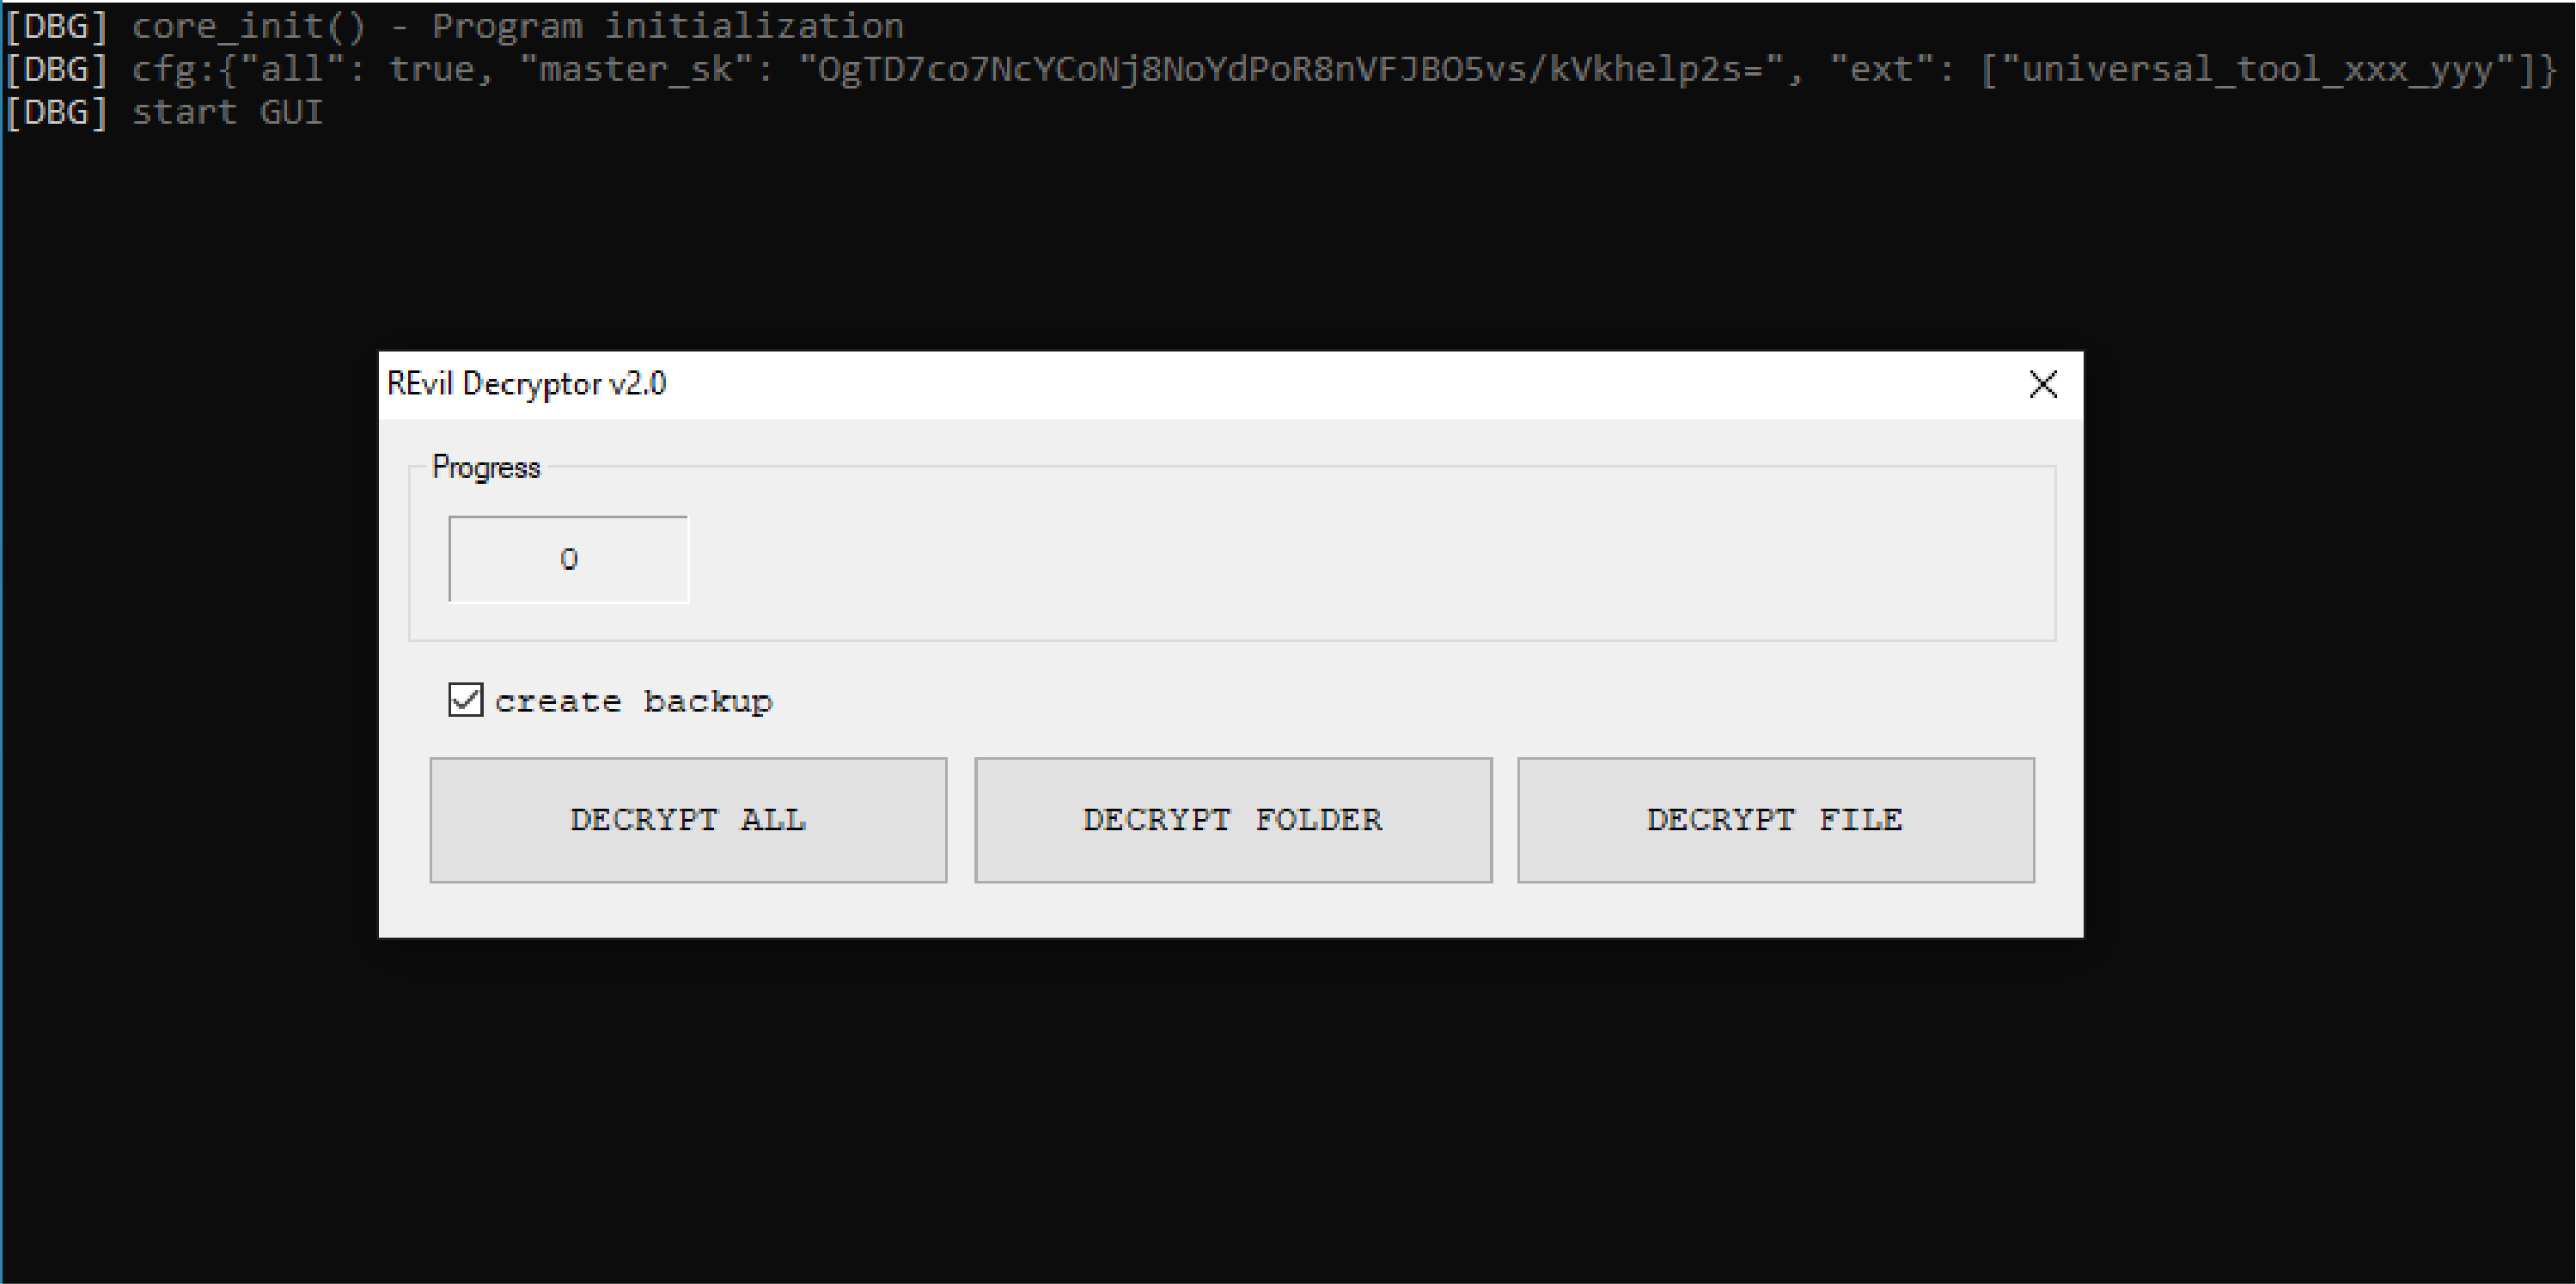 [DBG] core_init() - Program initialization
[DBG] cfg:{"all": true, "master_sk": "OgTD7co7NcYCoNj8NoYdPoR8nVFJBO5vs/kVkhelp2s=", "ext": ["universal_tool_xxx_yyy"]}
[DBG] start GUI
REvil Decryptor v2.0
Progress
0
create backup
DECRYPT ALL
DECRYPT FOLDER
DECRYPT FILE